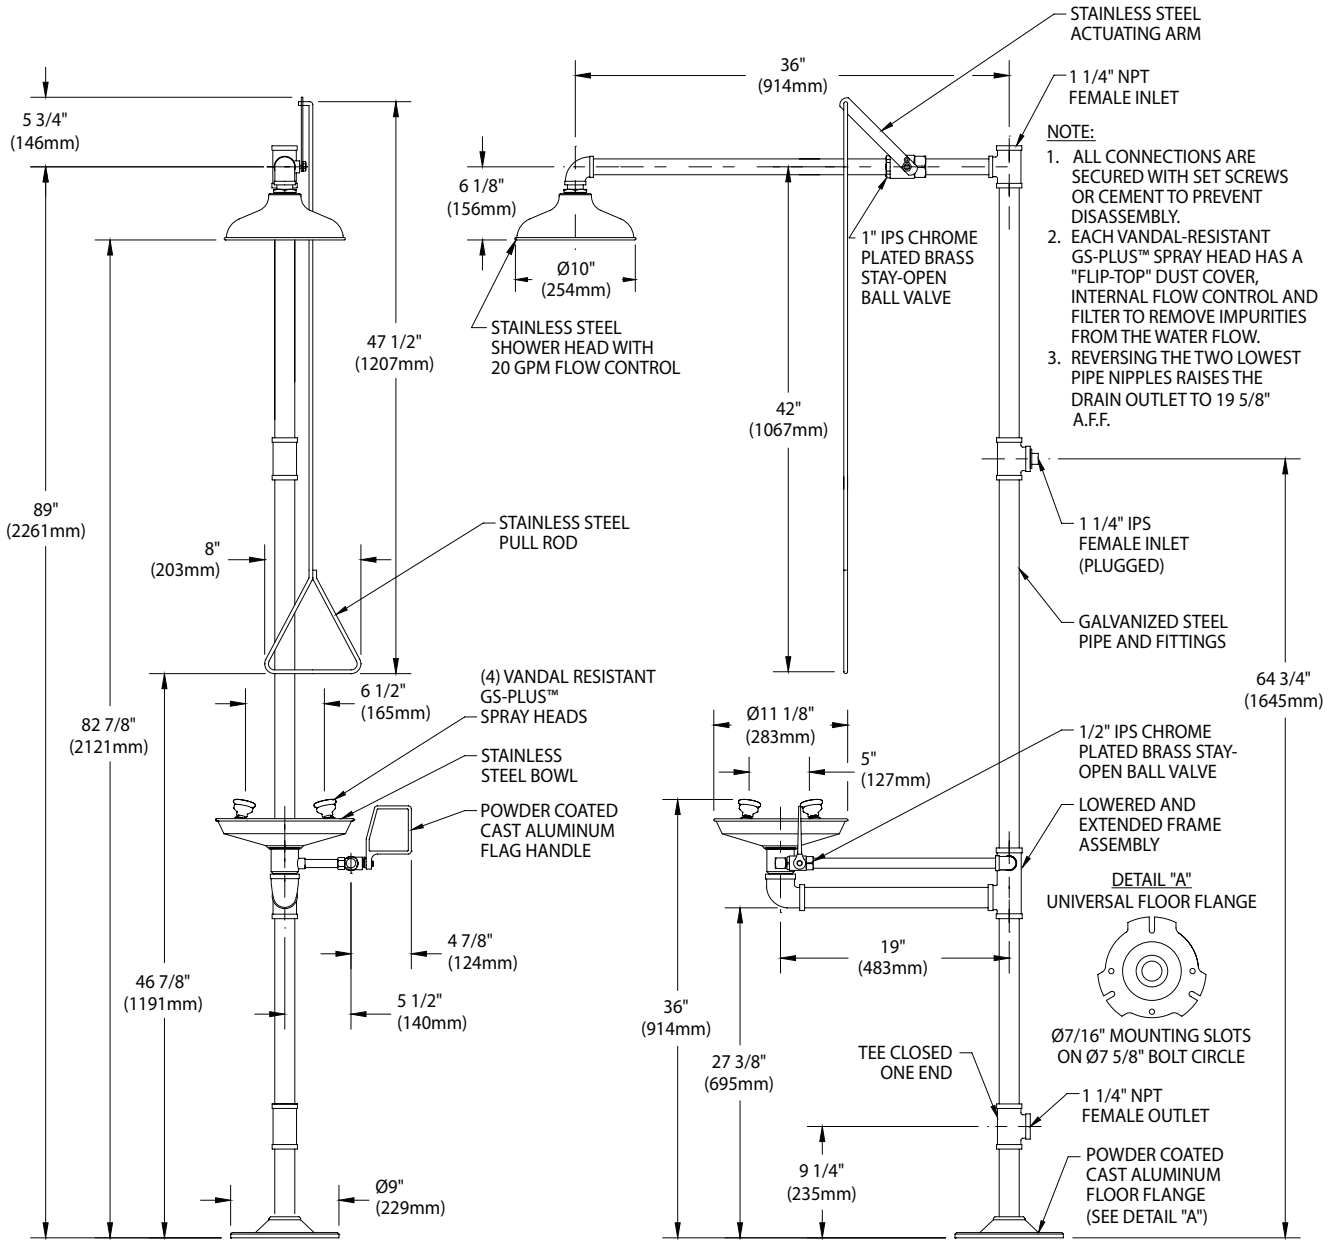 STAINLESS STEEL
ACTUATING ARM
36"
(914mm)
1 1/4" NPT
FEMALE INLET
5 3/4"
(146mm)
NOTE:
1. ALL CONNECTIONS ARE
SECURED WITH SET SCREWS
OR CEMENT TO PREVENT
DISASSEMBLY.
2. EACH VANDAL-RESISTANT
GS-PLUS™ SPRAY HEAD HAS A
"FLIP-TOP" DUST COVER,
INTERNAL FLOW CONTROL AND
FILTER TO REMOVE IMPURITIES
FROM THE WATER FLOW.
3. REVERSING THE TWO LOWEST
PIPE NIPPLES RAISES THE
DRAIN OUTLET TO 19 5/8"
A.F.F.
6 1/8"
(156mm)
1" IPS CHROME
PLATED BRASS
STAY-OPEN
BALL VALVE
Ø10"
(254mm)
STAINLESS STEEL
SHOWER HEAD WITH
20 GPM FLOW CONTROL
47 1/2"
(1207mm)
42"
(1067mm)
89"
(2261mm)
STAINLESS STEEL
PULL ROD
8"
(203mm)
1 1/4" IPS
FEMALE INLET
(PLUGGED)
GALVANIZED STEEL
PIPE AND FITTINGS
64 3/4"
(1645mm)
(4) VANDAL RESISTANT
GS-PLUS™
SPRAY HEADS
6 1/2"
(165mm)
82 7/8"
(2121mm)
Ø11 1/8"
(283mm)
5"
(127mm)
1/2" IPS CHROME
PLATED BRASS STAY-
OPEN BALL VALVE
STAINLESS
STEEL BOWL
POWDER COATED
CAST ALUMINUM
FLAG HANDLE
LOWERED AND
EXTENDED FRAME
ASSEMBLY
DETAIL "A"
UNIVERSAL FLOOR FLANGE
4 7/8"
(124mm)
19"
(483mm)
46 7/8"
(1191mm)
5 1/2"
(140mm)
36"
(914mm)
Ø7/16" MOUNTING SLOTS
ON Ø7 5/8" BOLT CIRCLE
27 3/8"
(695mm)
TEE CLOSED
ONE END
1 1/4" NPT
FEMALE OUTLET
9 1/4"
(235mm)
POWDER COATED
CAST ALUMINUM
FLOOR FLANGE
(SEE DETAIL "A")
Ø9"
(229mm)